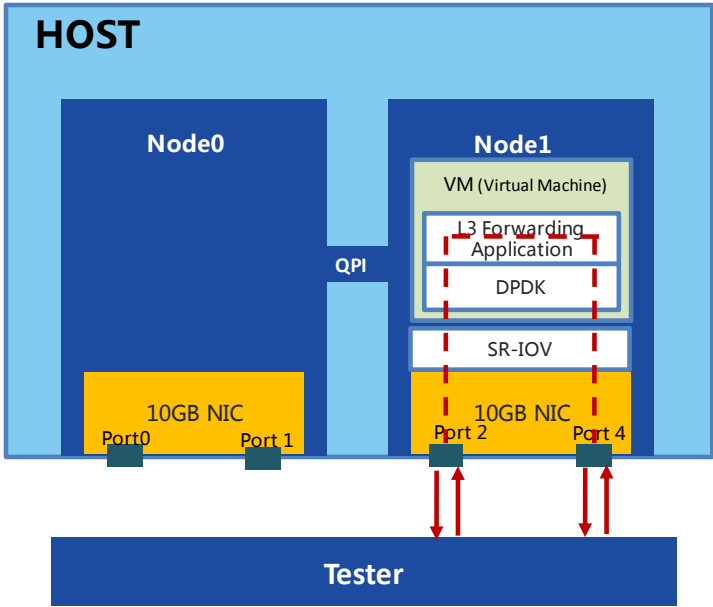 HOST
Node0
Node1
VM (Virtual Machine)
L3 Forwarding
Application
QPI
DPDK
SR-IOV
10GB NIC
10GB NIC
Port0
Port 1
Port 2
Port 4
Tester